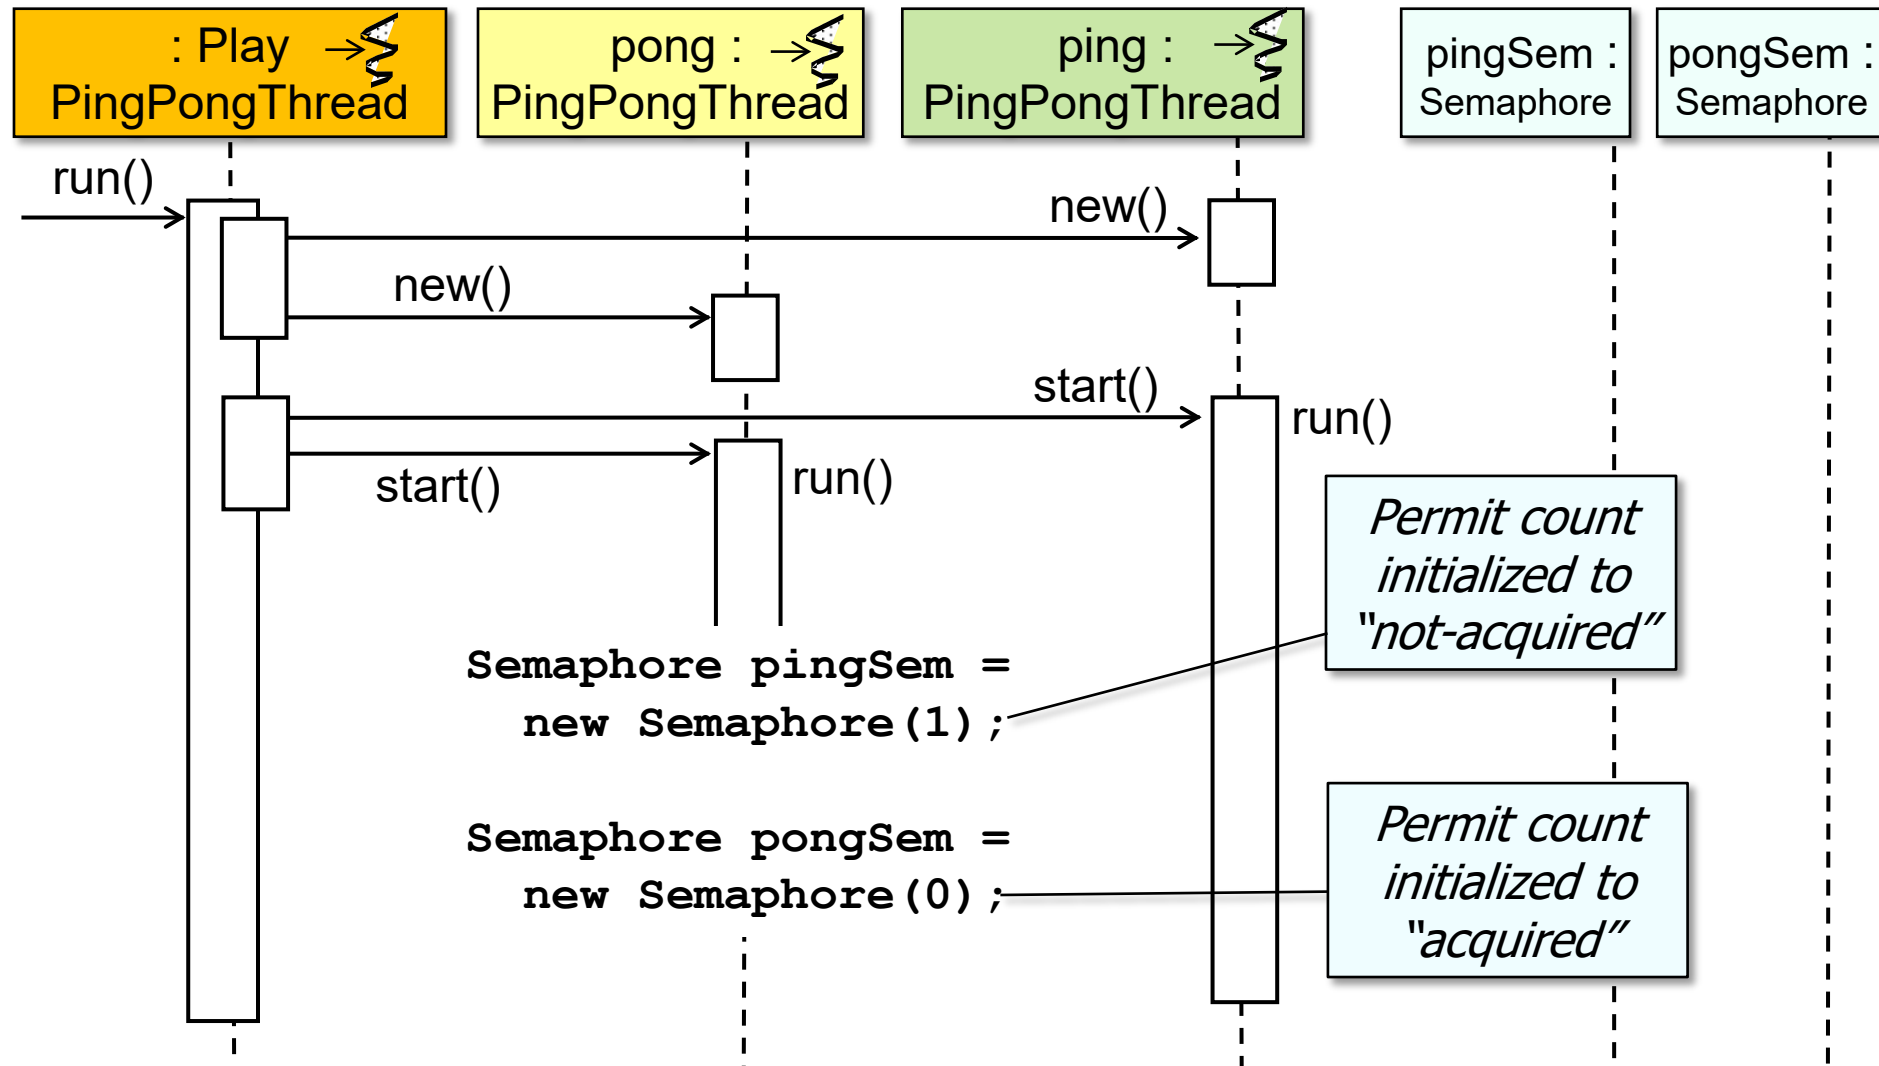 : Play
PingPongThread
pong :
PingPongThread
ping :
PingPongThread
pingSem :
Semaphore
pongSem :
Semaphore
run()
new()
new()
start()
run()
start()
run()
Permit count
initialized to
“not-acquired”
Semaphore pingSem =
new Semaphore(1);
Permit count
initialized to
“acquired”
Semaphore pongSem =
new Semaphore(0);